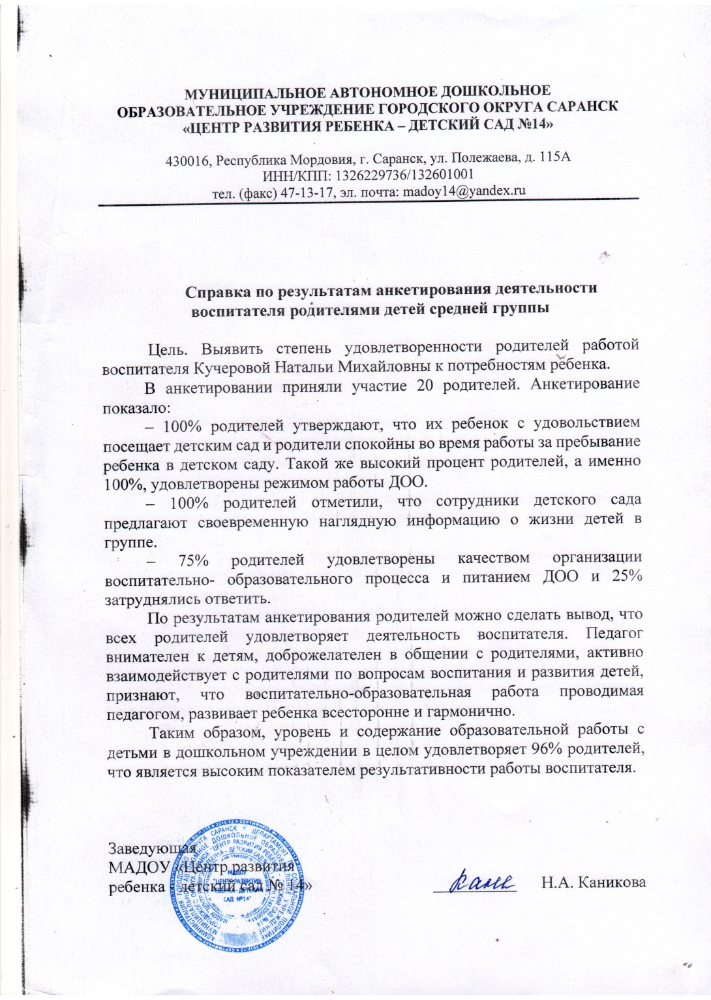 МУНИЦИПАЛЬНОЕ АВТОНОМНОЕ ДОШКОЛЬНОЕ
ОБРАЗОВАТЕЛЬНОЕ УЧРЕЖДЕНИЕ ГОРОДСКОГО ОКРУГА САРАНСК
«ЦЕНТР РАЗВИТИЯ РЕБЕНКА – ДЕТСКИЙ САД №14»
430016, Республика Мордовия, г. Саранск, ул. Полежаева, д. 115А
ИНН/КПП: 1326229736/132601001
тел. (факс) 47-13-17, эл. почта: madoy14@yandex.ru
Справка по результатам анкетирования деятельности
воспитателя родителями детей средней группы
Цель. Выявить степень удовлетворенности родителей работой
воспитателя Кучеровой Натальи Михайловны к потребностям ребенка.
В анкетировании приняли участие 20 родителей. Анкетирование
показало:
– 100% родителей утверждают, что их ребенок с удовольствием
посещает детским сад и родители спокойны во время работы за пребывание
ребенка в детском саду. Такой же высокий процент родителей, а именно
100%, удовлетворены режимом работы ДОО.
– 100% родителей отметили, что сотрудники детского сада
предлагают своевременную наглядную информацию о жизни детей в
группе.
– 75% родителей удовлетворены качеством организации
воспитательно- образовательного процесса и питанием ДОО и 25%
затруднялись ответить.
По результатам анкетирования родителей можно сделать вывод, что
всех родителей удовлетворяет деятельность воспитателя. Педагог
внимателен к детям, доброжелателен в общении с родителями, активно
взаимодействует с родителями по вопросам воспитания и развития детей,
признают, что воспитательно-образовательная работа проводимая
педагогом, развивает ребенка всесторонне и гармонично.
Таким образом, уровень и содержание образовательной работы с
детьми в дошкольном учреждении в целом удовлетворяет 96% родителей,
что является высоким показателем результативности работы воспитателя.
Заведующая
МАДОУ «Центр развития
ребенка – детский сад № 14»
Н.А. Каникова
МАДОУ
"ЦЕНТР РАЗВИТИЯ
РЕБЕНКА - ДЕТСКИЙ
САД №14"